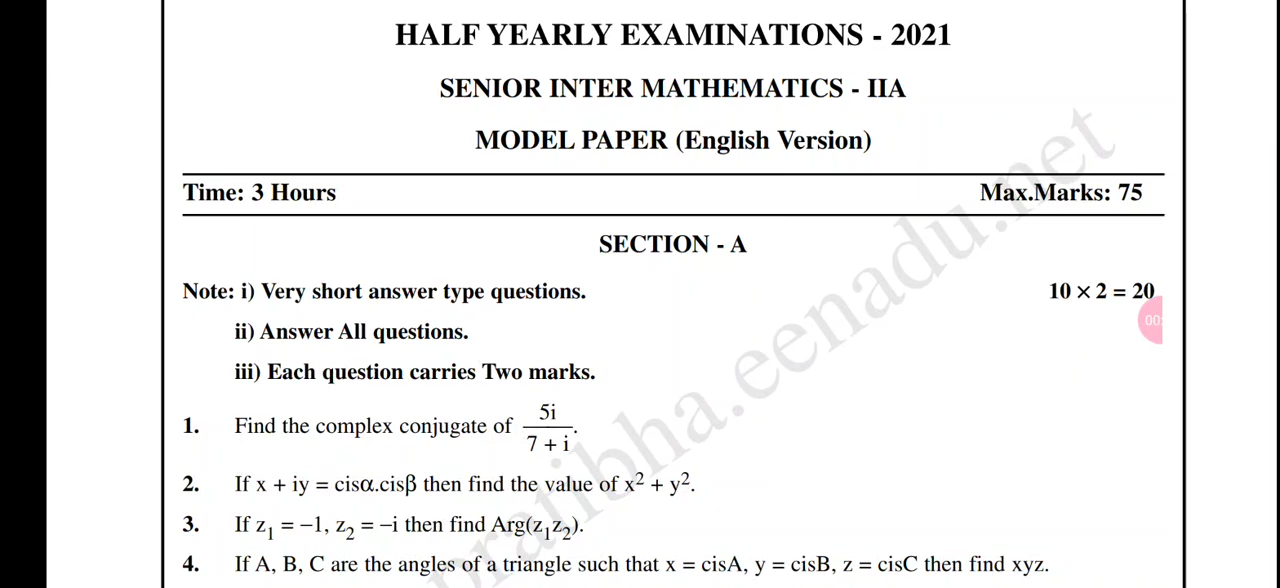 HALF YEARLY EXAMINATIONS - 2021
SENIOR INTER MATHEMATICS - IIA
MODEL PAPER (English Version)
Time: 3 Hours Max.Marks: 75
SECTION - A
Note: i) Very short answer type questions. 10 × 2 = 20
ii) Answer All questions.
iii) Each question carries Two marks.
1. Find the complex conjugate of 5i / 7 + i.
2. If x + iy = cisα.cisβ then find the value of x² + y².
3. If z₁ = −1, z₂ = −i then find Arg(z₁z₂).
4. If A, B, C are the angles of a triangle such that x = cisA, y = cisB, z = cisC then find xyz.
pratibha.eenadu.net
00: